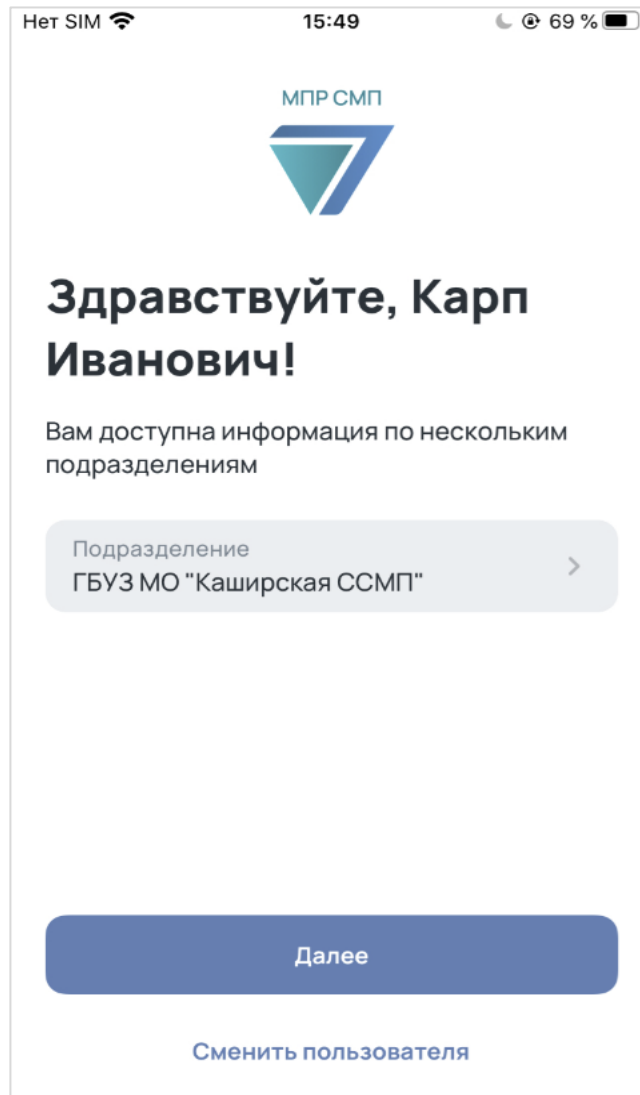 Нет SIM 15:49 69 %
МПР СМП
Здравствуйте, Карп
Иванович!
Вам доступна информация по нескольким
подразделениям
Подразделение
ГБУЗ МО "Каширская ССМП"
Далее
Сменить пользователя